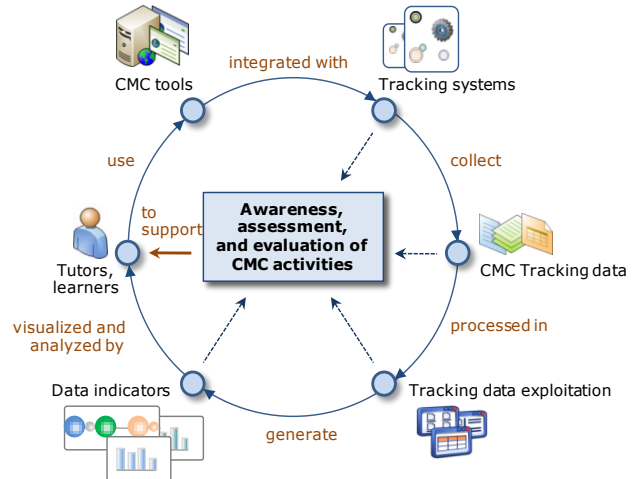 integrated with
CMC tools
Tracking systems
use
collect
to
support
Awareness,
assessment,
and evaluation of
CMC activities
Tutors,
learners
CMC Tracking data
visualized and
analyzed by
processed in
Data indicators
Tracking data exploitation
generate